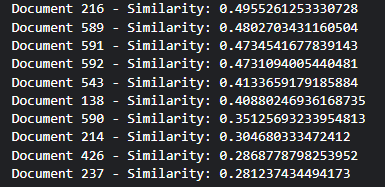 Document 216 - Similarity: 0.4955261253330728
Document 589 - Similarity: 0.4802703431160504
Document 591 - Similarity: 0.4734541677839143
Document 592 - Similarity: 0.4731094005440481
Document 543 - Similarity: 0.4133659179185884
Document 138 - Similarity: 0.40880246936168735
Document 590 - Similarity: 0.35125693233954813
Document 214 - Similarity: 0.304680333472412
Document 426 - Similarity: 0.2868778798253952
Document 237 - Similarity: 0.281237434494173